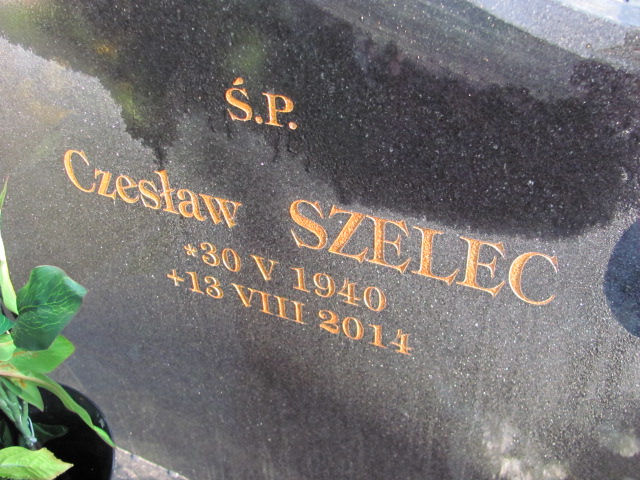 Ś.P.
Czesław SZELEC
*30 V 1940
+13 VIII 2014